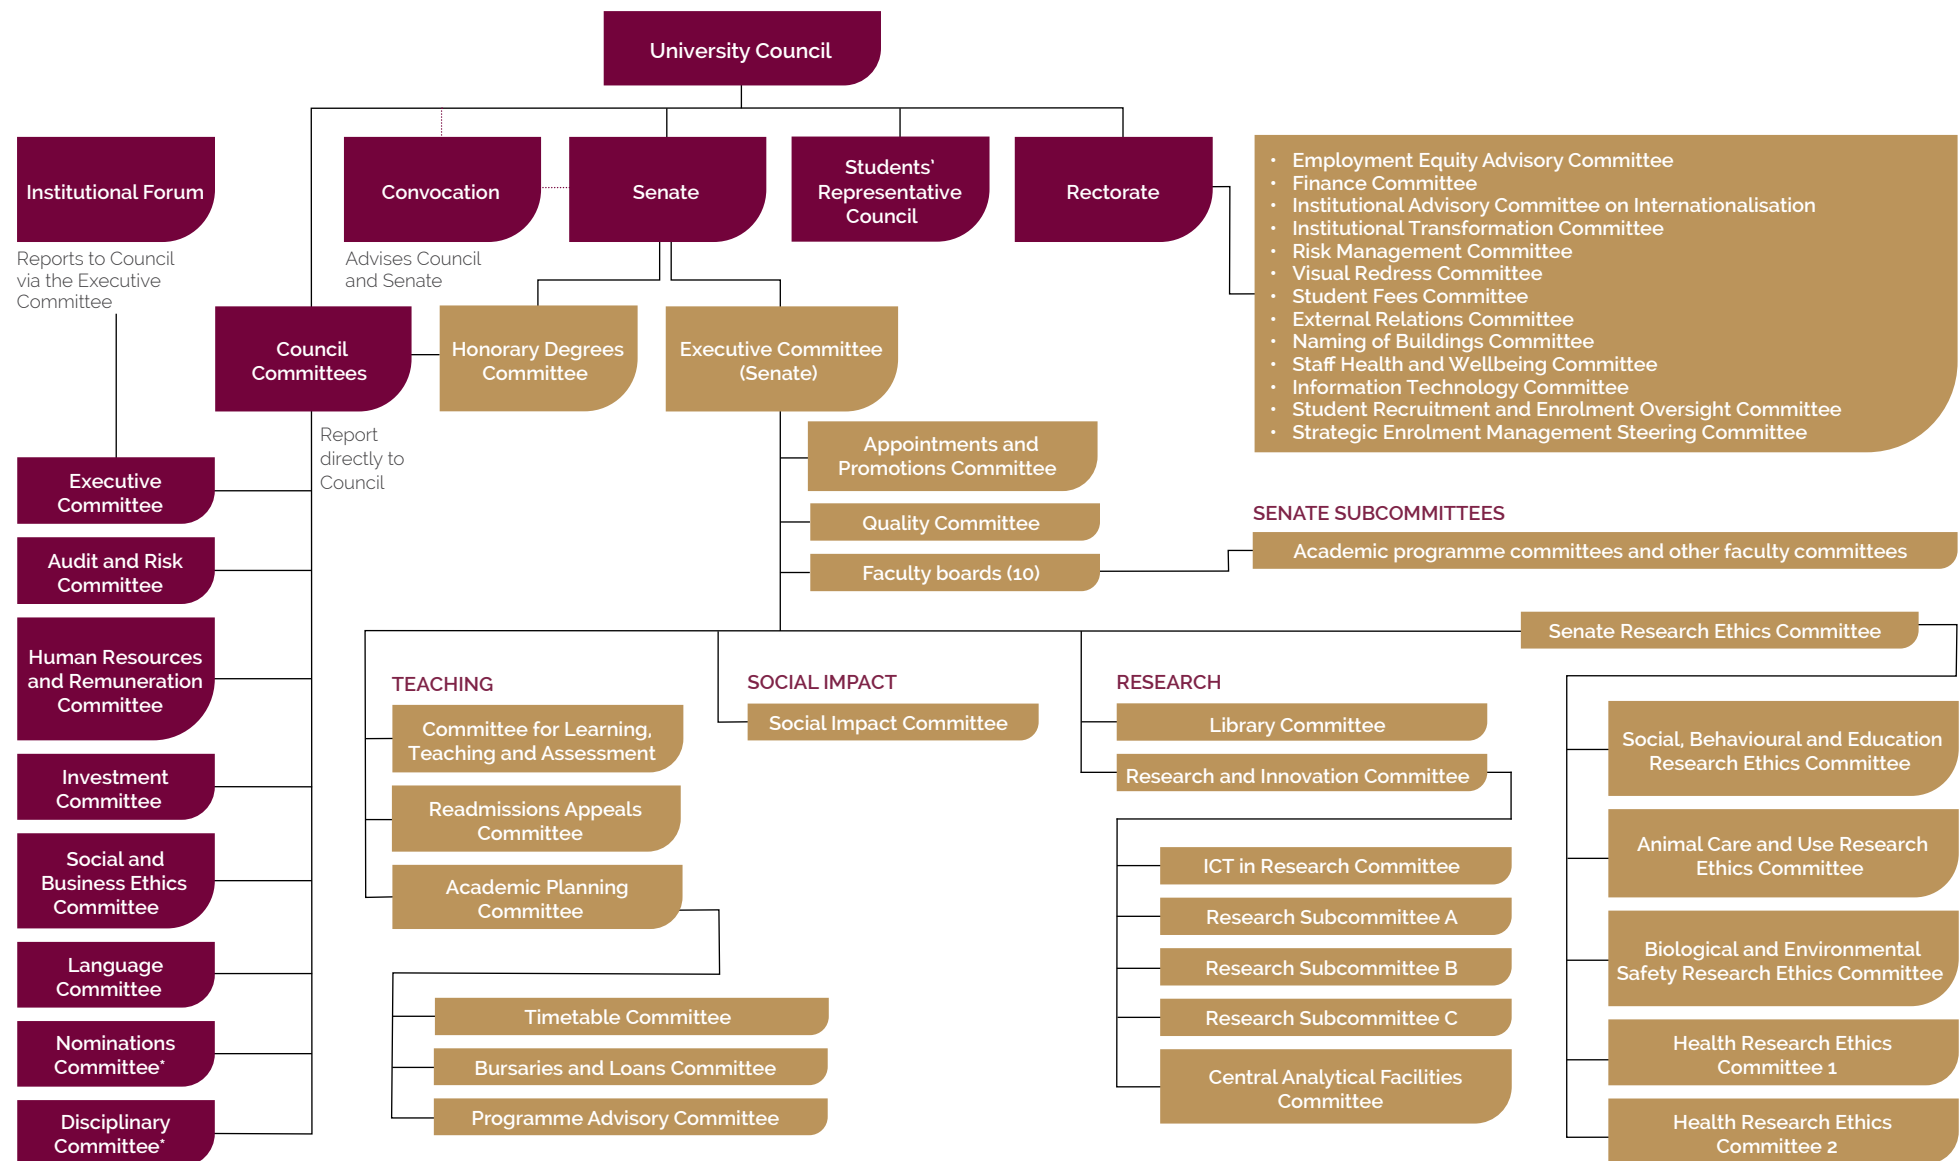 University Council
Institutional Forum
Reports to Council
via the Executive
Committee
Convocation
Advises Council
and Senate
Senate
Students’
Representative
Council
Rectorate
• Employment Equity Advisory Committee
• Finance Committee
• Institutional Advisory Committee on Internationalisation
• Institutional Transformation Committee
• Risk Management Committee
• Visual Redress Committee
• Student Fees Committee
• External Relations Committee
• Naming of Buildings Committee
• Staff Health and Wellbeing Committee
• Information Technology Committee
• Student Recruitment and Enrolment Oversight Committee
• Strategic Enrolment Management Steering Committee
Council
Committees
Report
directly to
Council
Honorary Degrees
Committee
Executive Committee
(Senate)
Executive
Committee
Audit and Risk
Committee
Human Resources
and Remuneration
Committee
Investment
Committee
Social and
Business Ethics
Committee
Language
Committee
Nominations
Committee*
Disciplinary
Committee*
Appointments and
Promotions Committee
Quality Committee
Faculty boards (10)
SENATE SUBCOMMITTEES
Academic programme committees and other faculty committees
TEACHING
Committee for Learning,
Teaching and Assessment
Readmissions Appeals
Committee
Academic Planning
Committee
Timetable Committee
Bursaries and Loans Committee
Programme Advisory Committee
SOCIAL IMPACT
Social Impact Committee
RESEARCH
Library Committee
Research and Innovation Committee
ICT in Research Committee
Research Subcommittee A
Research Subcommittee B
Research Subcommittee C
Central Analytical Facilities
Committee
Senate Research Ethics Committee
Social, Behavioural and Education
Research Ethics Committee
Animal Care and Use Research
Ethics Committee
Biological and Environmental
Safety Research Ethics Committee
Health Research Ethics
Committee 1
Health Research Ethics
Committee 2